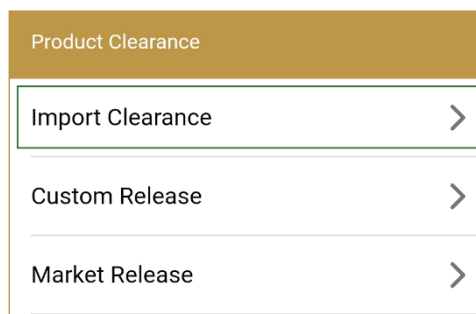 Product Clearance
Import Clearance
Custom Release
Market Release